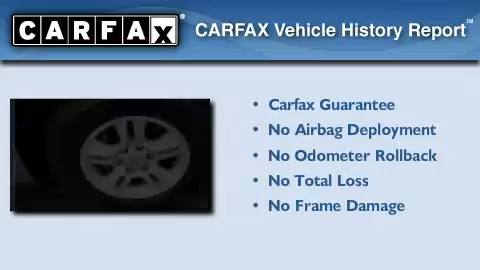 CARFAX® CARFAX Vehicle History Report™
• Carfax Guarantee
• No Airbag Deployment
• No Odometer Rollback
• No Total Loss
• No Frame Damage